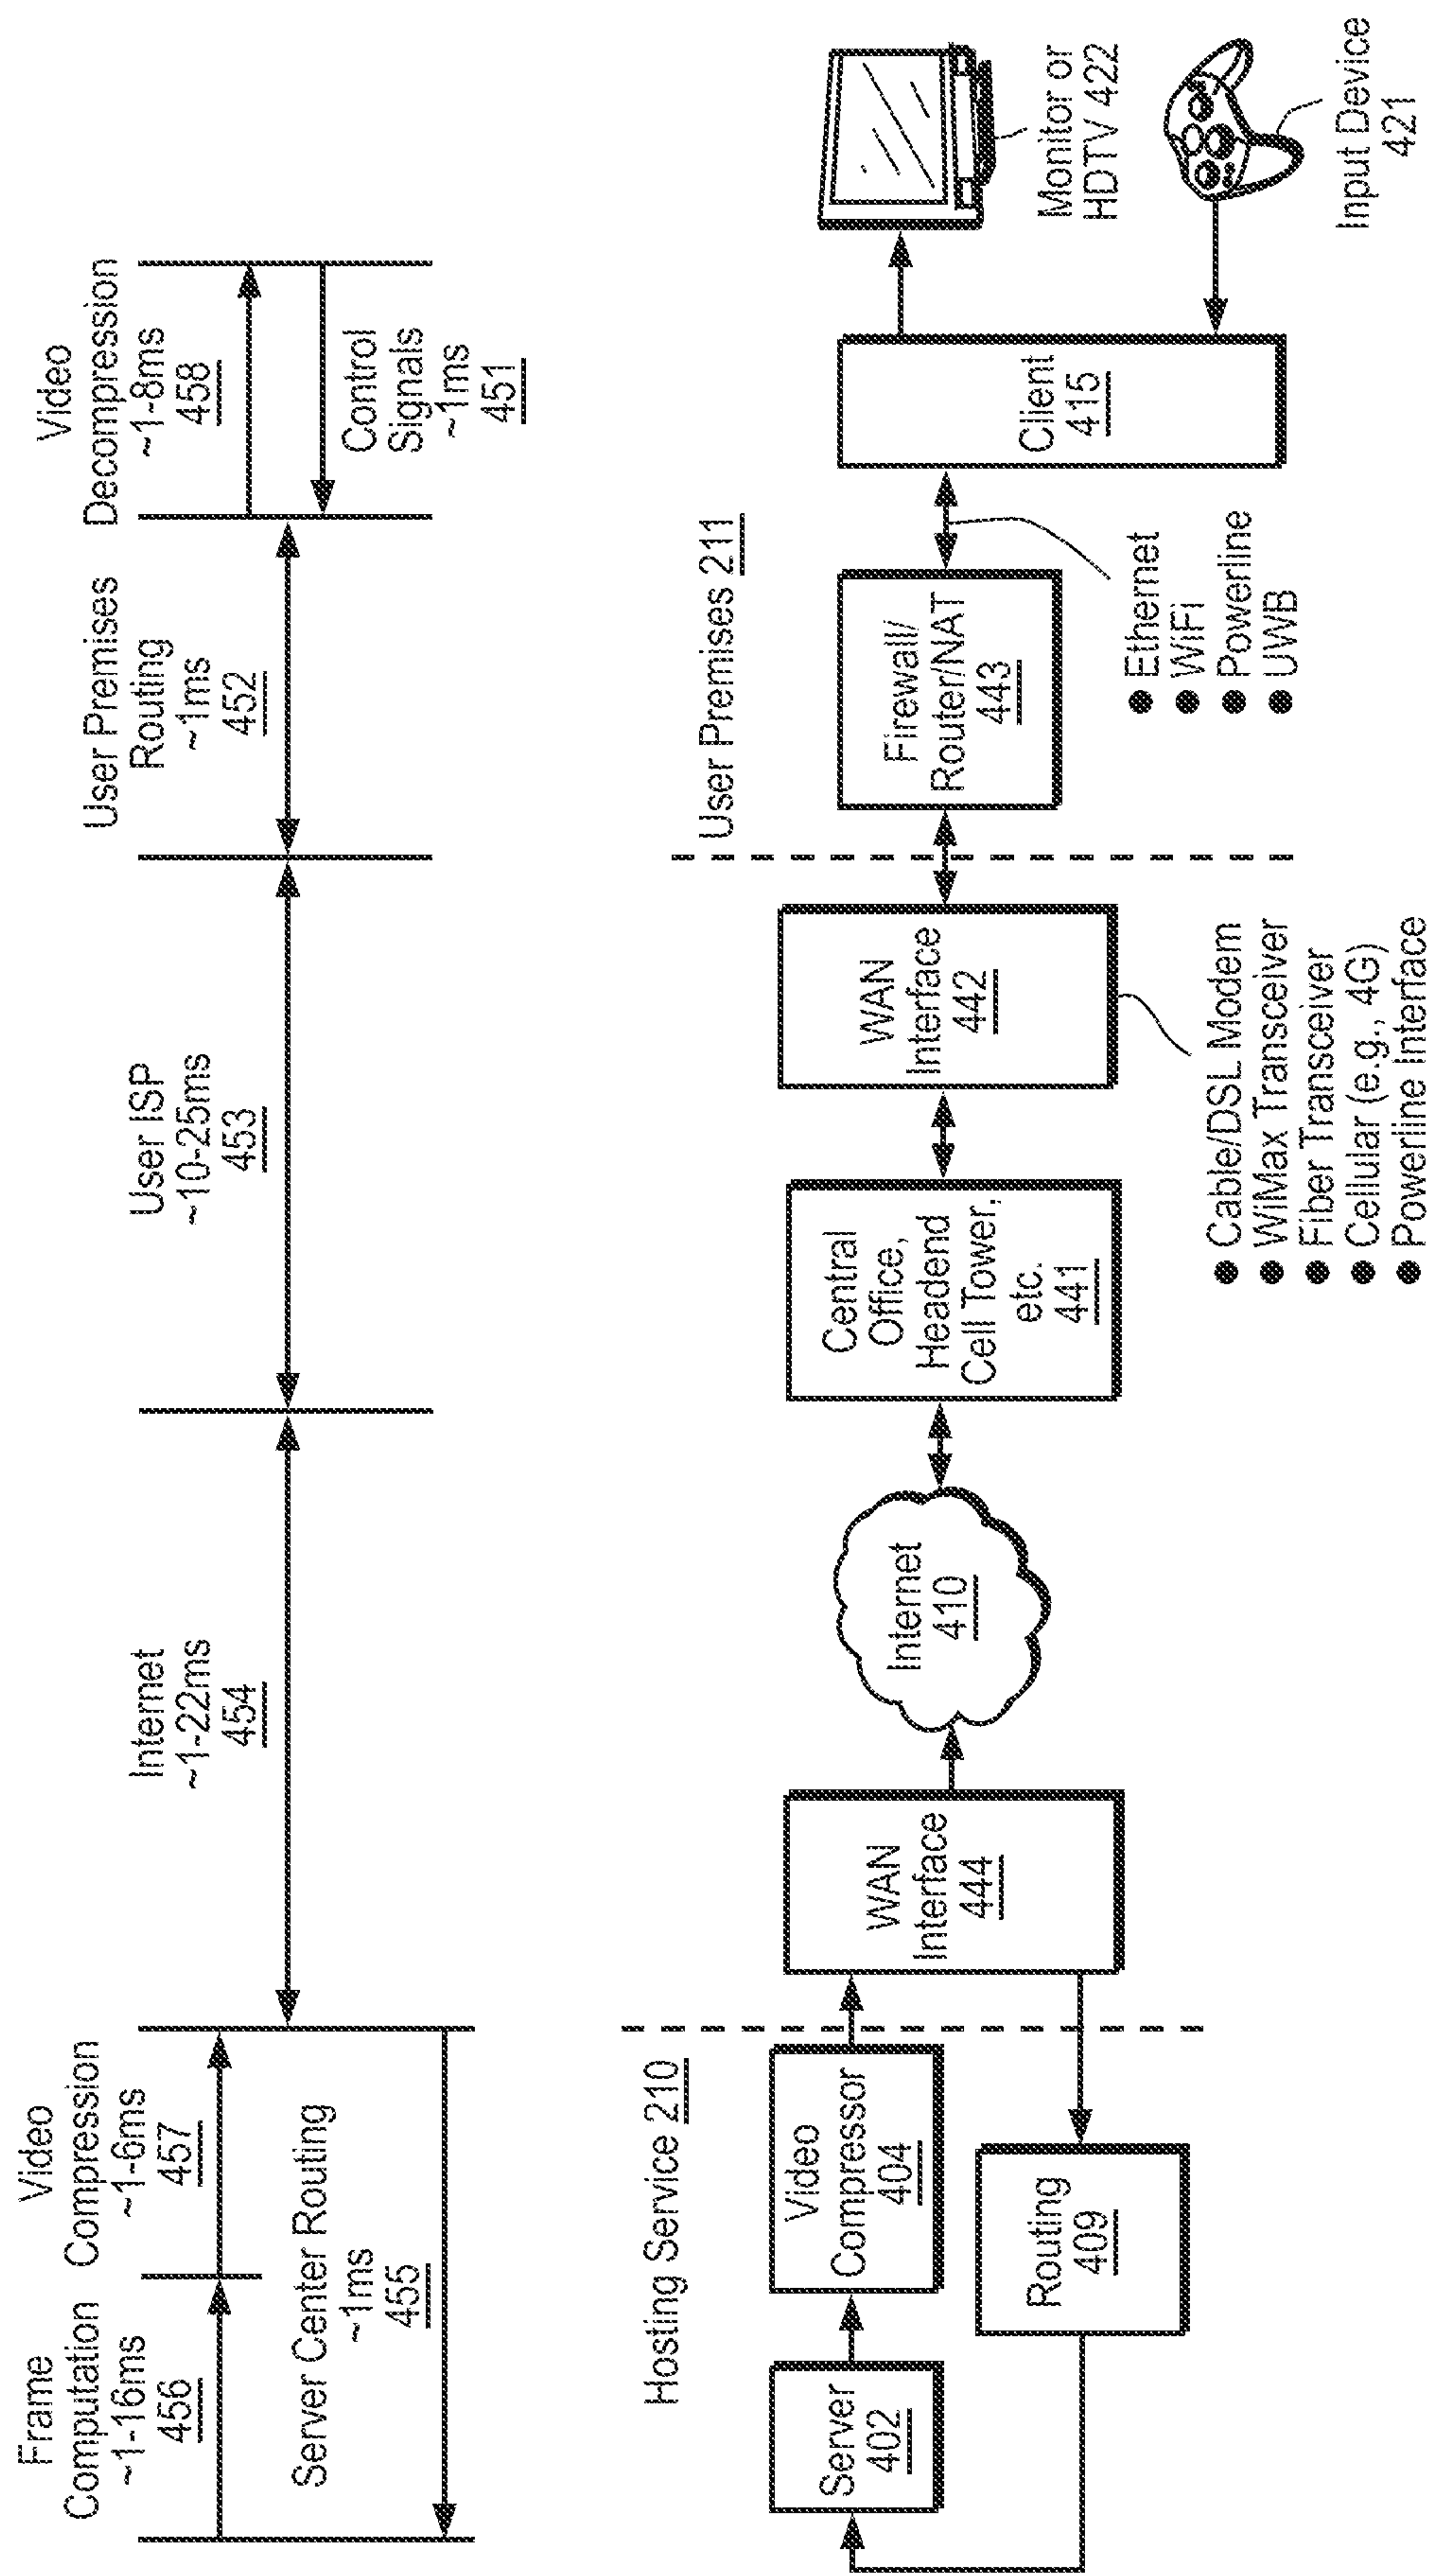 Frame
Computation
~1-16ms
456
Video
Compression
~1-6ms
457
Server Center Routing
~1ms
455
Internet
~1-22ms
454
User ISP
~10-25ms
453
User Premises
Routing
~1ms
452
Video
Decompression
~1-8ms
458
Control
Signals
~1ms
451
Hosting Service 210
Server
402
Video
Compressor
404
Routing
409
WAN
Interface
444
Internet
410
Central
Office,
Headend
Cell Tower,
etc.
441
WAN
Interface
442
● Cable/DSL Modem
● WiMax Transceiver
● Fiber Transceiver
● Cellular (e.g., 4G)
● Powerline Interface
User Premises 211
Firewall/
Router/NAT
443
● Ethernet
● WiFi
● Powerline
● UWB
Client
415
Monitor or
HDTV 422
Input Device
421